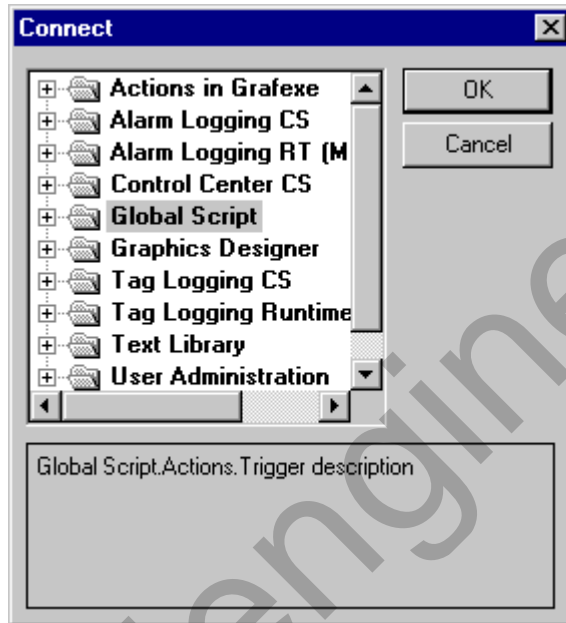 Connect
Actions in Grafexe
Alarm Logging CS
Alarm Logging RT (M
Control Center CS
Global Script
Graphics Designer
Tag Logging CS
Tag Logging Runtime
Text Library
User Administration
OK
Cancel
Global Script.Actions.Trigger description
engine